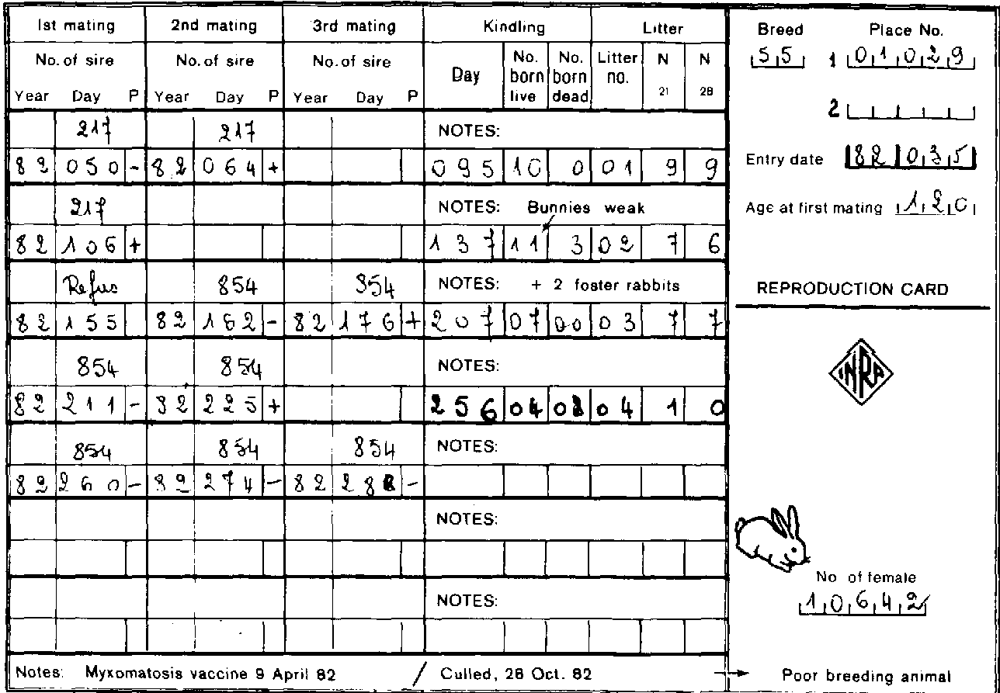 1st mating 2nd mating 3rd mating Kindling Litter
No. of sire No. of sire No. of sire Day No. born live No. born dead Litter no. N 21 N 28
Year Day P Year Day P Year Day P
217 217 NOTES:
82 050 - 82 064 + 095 10 0 01 9 9
217 NOTES: Bunnies weak
82 106 + 137 11 3 02 7 6
Refus 854 854 NOTES: + 2 foster rabbits
82 155 82 162 - 82 176 + 207 07 00 03 7 7
854 854 NOTES:
82 211 - 82 225 + 256 04 08 04 1 0
854 854 854 NOTES:
82 260 - 82 274 - 82 288 -
NOTES:
NOTES:
Notes: Myxomatosis vaccine 9 April 82 / Culled, 28 Oct. 82 → Poor breeding animal
Breed Place No.
55 1 01029
2
Entry date 82 035
Age at first mating 120
REPRODUCTION CARD
INRA
No of female
10642